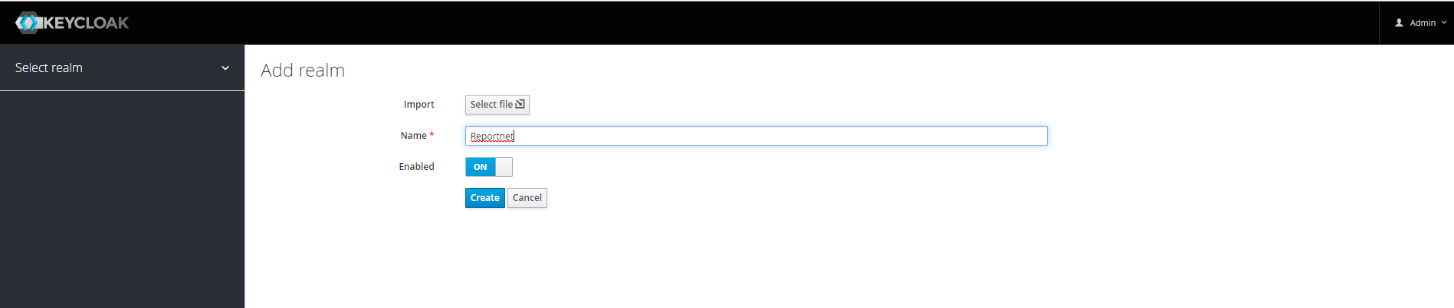 KEYCLOAK
Admin
Select realm
Add realm
Import Select file
Name * Reportnet
Enabled ON
Create Cancel